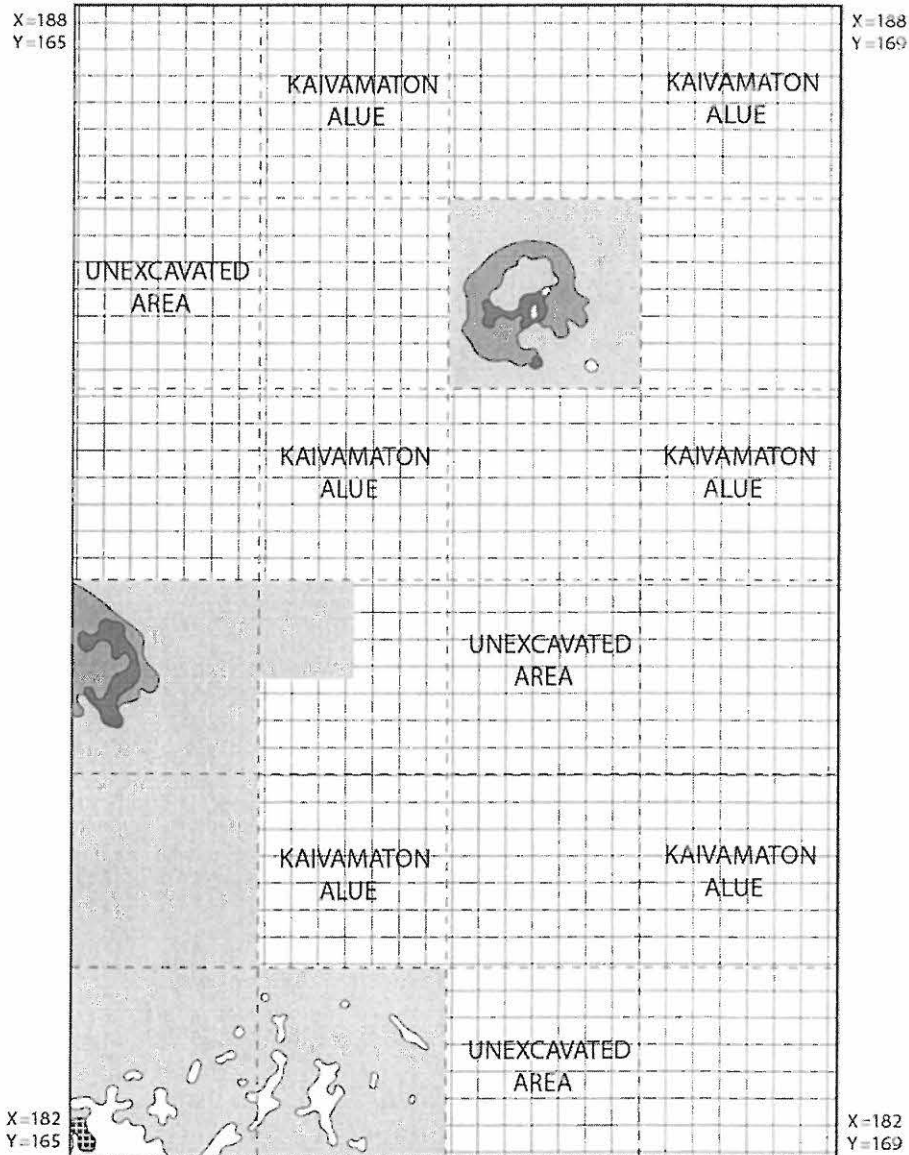 X=188
Y=165
X=188
Y=169
KAIVAMATON
ALUE
KAIVAMATON
ALUE
UNEXCAVATED
AREA
KAIVAMATON
ALUE
KAIVAMATON
ALUE
UNEXCAVATED
AREA
KAIVAMATON
ALUE
KAIVAMATON
ALUE
UNEXCAVATED
AREA
X=182
Y=165
X=182
Y=169